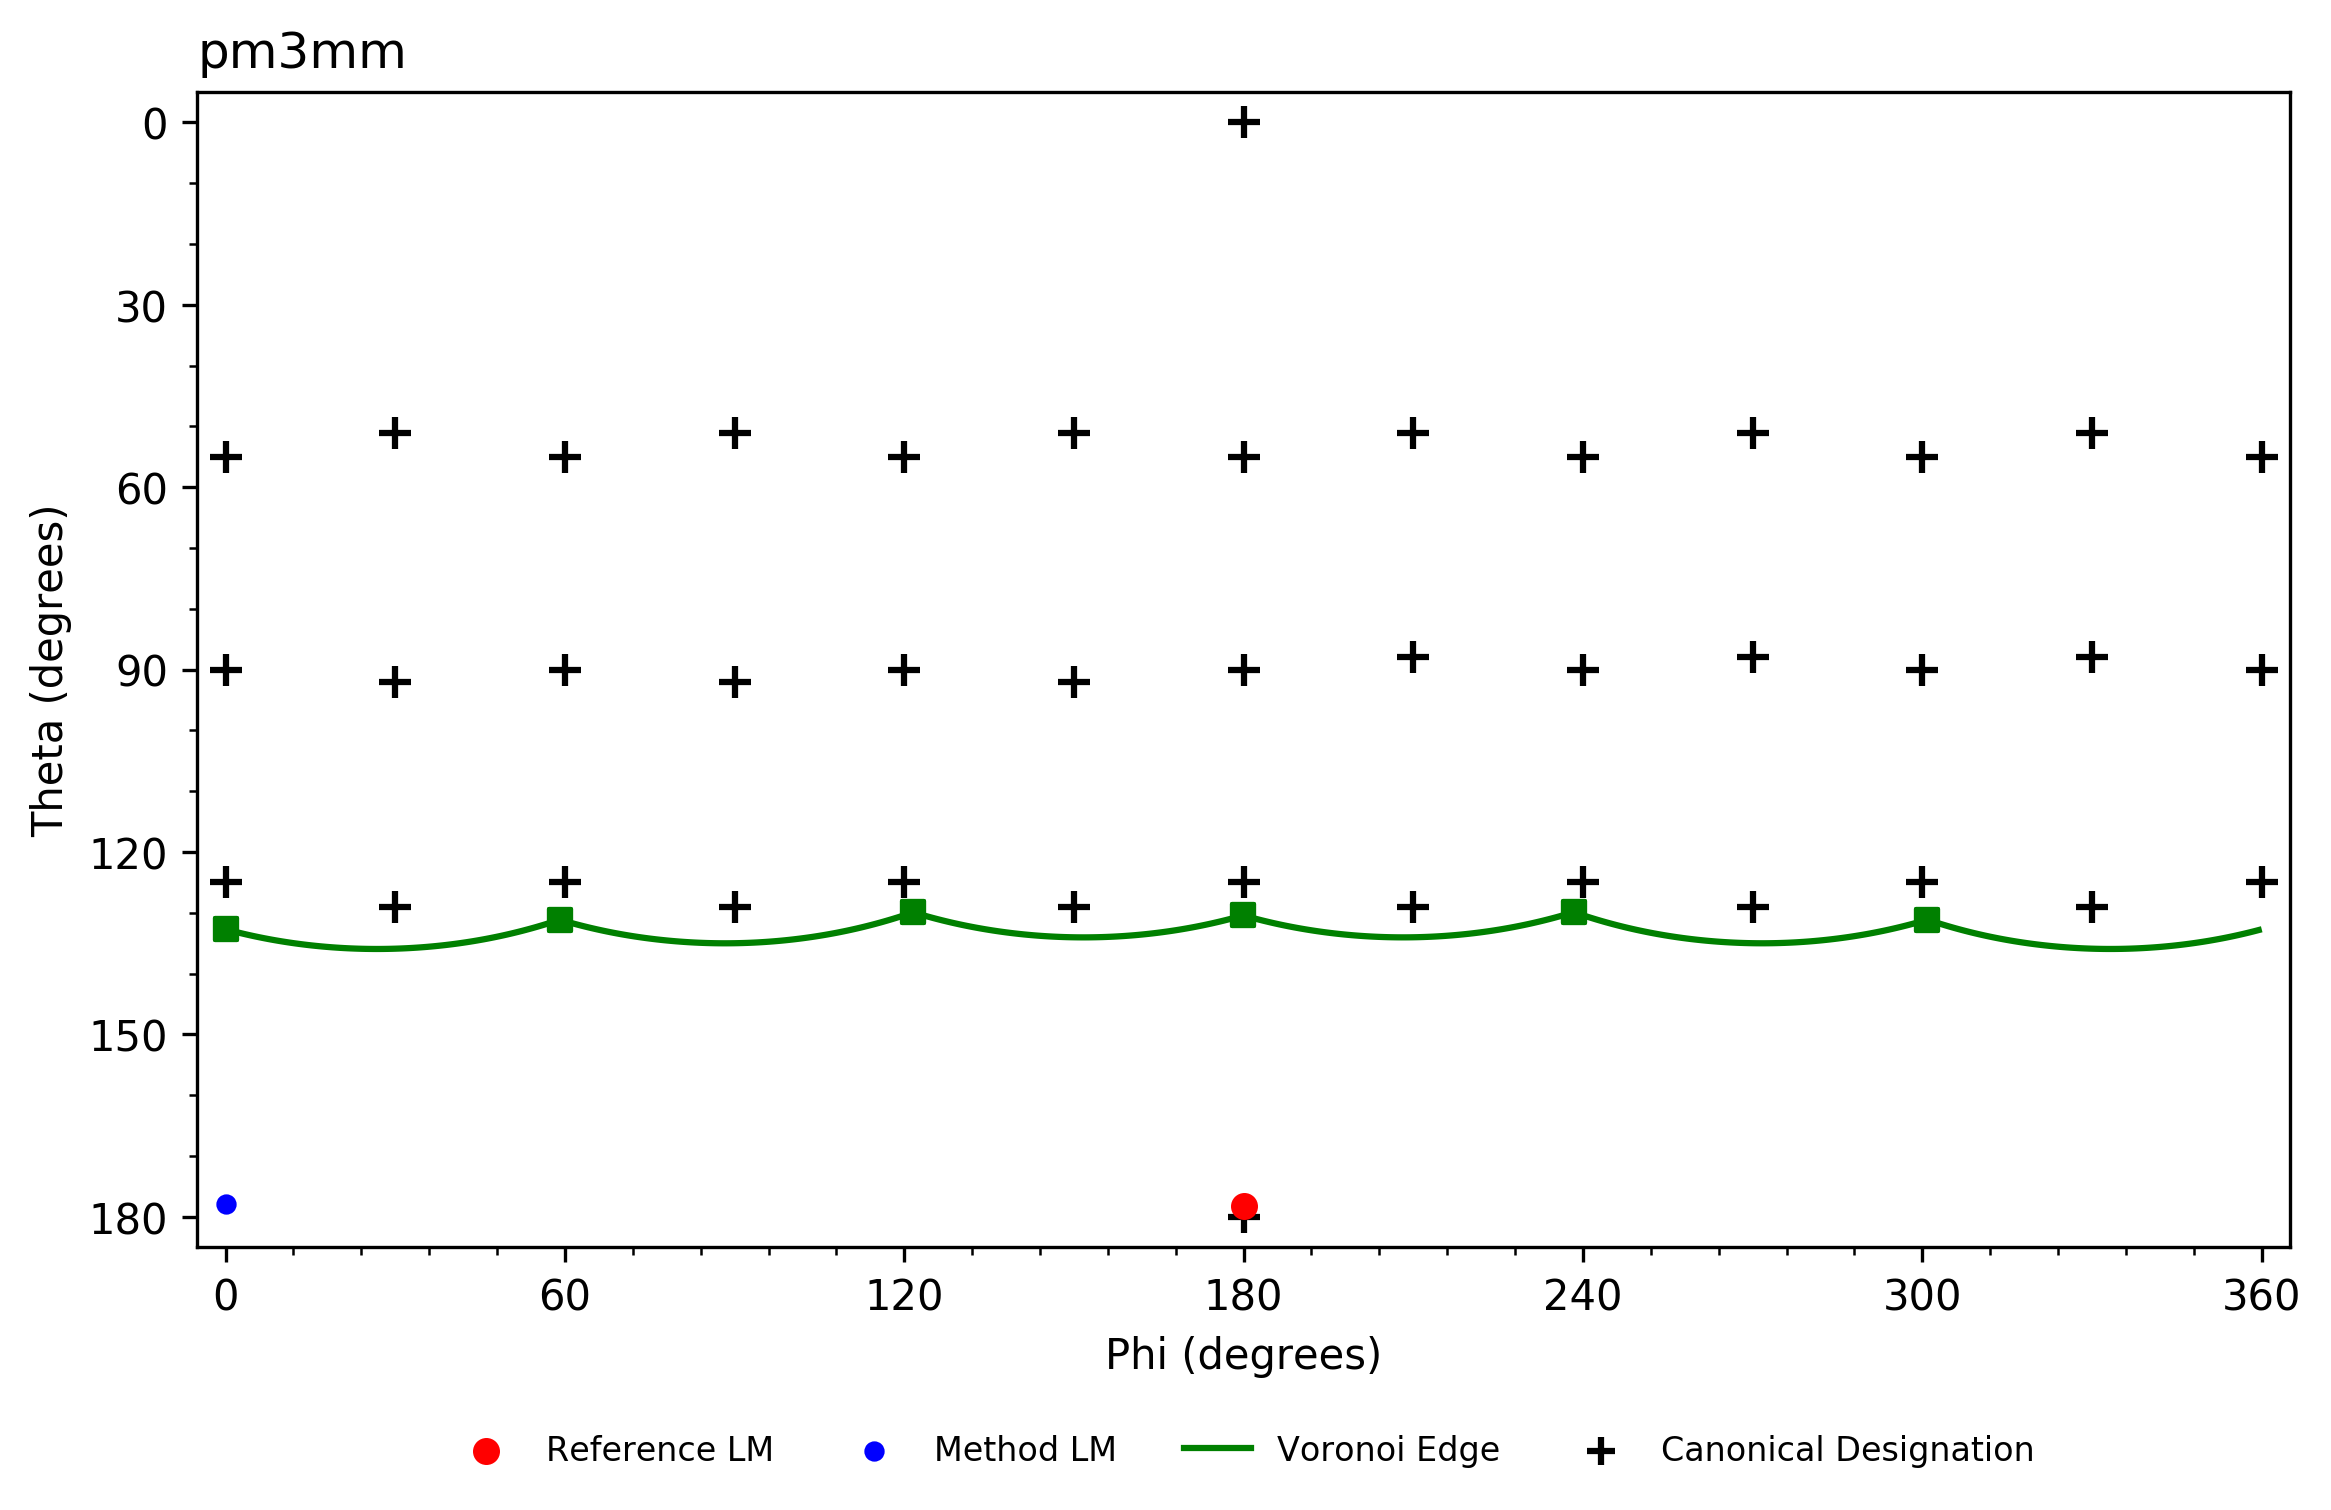 pm3mm
0
30
60
90
120
150
180
Theta (degrees)
0 60 120 180 240 300 360
Phi (degrees)
Reference LM Method LM Voronoi Edge Canonical Designation